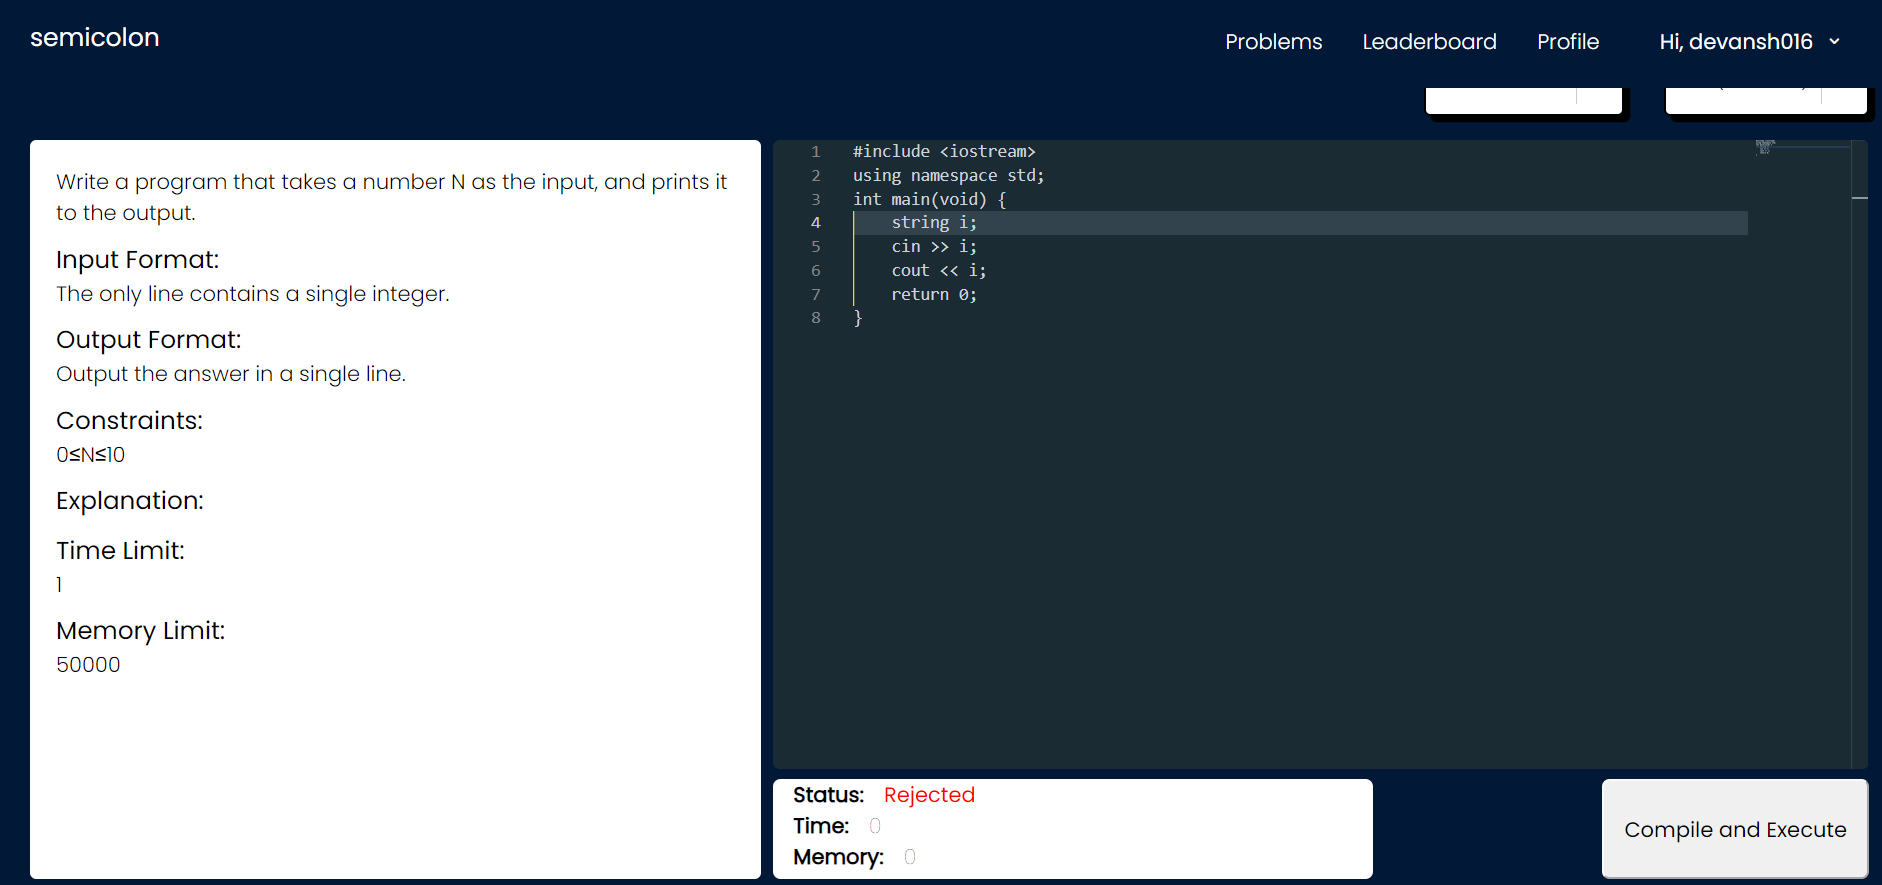 semicolon
Problems Leaderboard Profile Hi, devansh016
Write a program that takes a number N as the input, and prints it
to the output.
Input Format:
The only line contains a single integer.
Output Format:
Output the answer in a single line.
Constraints:
0≤N≤10
Explanation:
Time Limit:
1
Memory Limit:
50000
1 #include <iostream>
2 using namespace std;
3 int main(void) {
4 string i;
5 cin >> i;
6 cout << i;
7 return 0;
8 }
Status: Rejected
Time: 0
Memory: 0
Compile and Execute